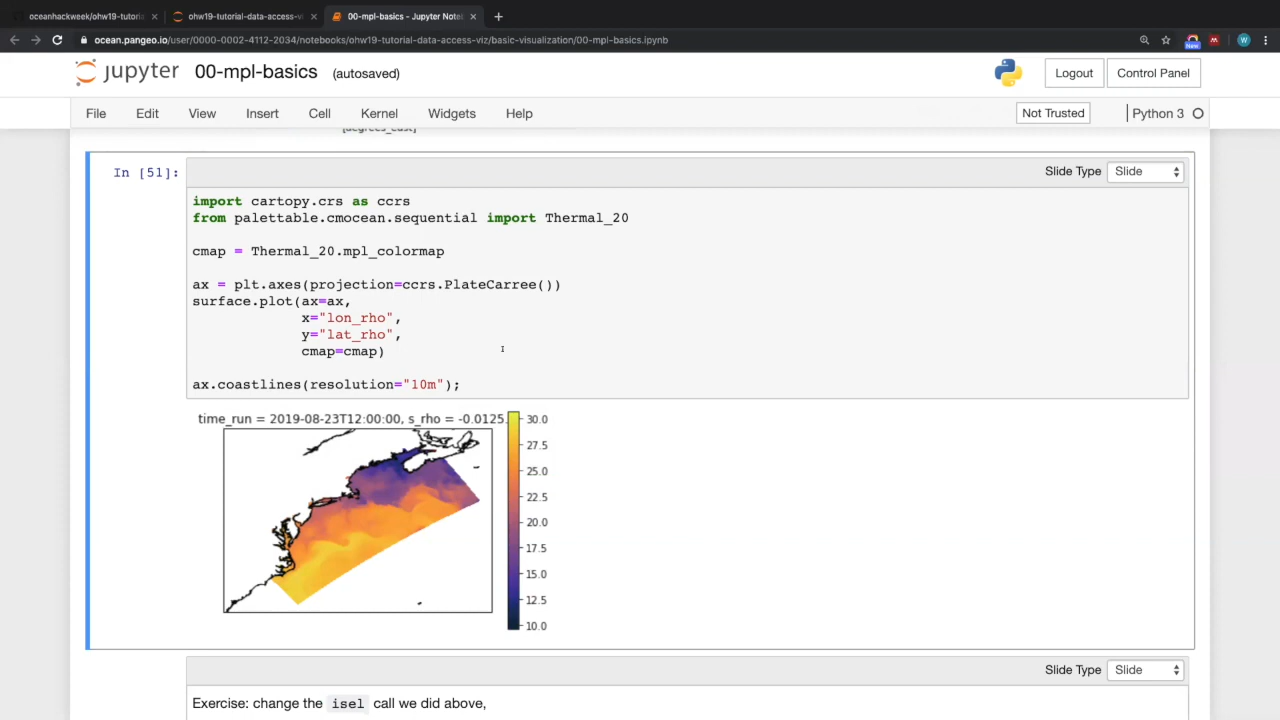 oceanhackweek/ohw19-tutoria
ohw19-tutorial-data-access-vi
00-mpl-basics - Jupyter Note
ocean.pangeo.io/user/0000-0002-4112-2034/notebooks/ohw19-tutorial-data-access-viz/basic-visualization/00-mpl-basics.ipynb
New
W
jupyter 00-mpl-basics (autosaved)
Logout Control Panel
File Edit View Insert Cell Kernel Widgets Help
Not Trusted Python 3
[degrees_east]
In [51]:
Slide Type Slide
import cartopy.crs as ccrs
from palettable.cmocean.sequential import Thermal_20
cmap = Thermal_20.mpl_colormap
ax = plt.axes(projection=ccrs.PlateCarree())
surface.plot(ax=ax,
x="lon_rho",
y="lat_rho",
cmap=cmap)
ax.coastlines(resolution="10m");
time_run = 2019-08-23T12:00:00, s_rho = -0.0125
30.0
27.5
25.0
22.5
20.0
17.5
15.0
12.5
10.0
Slide Type Slide
Exercise: change the isel call we did above,